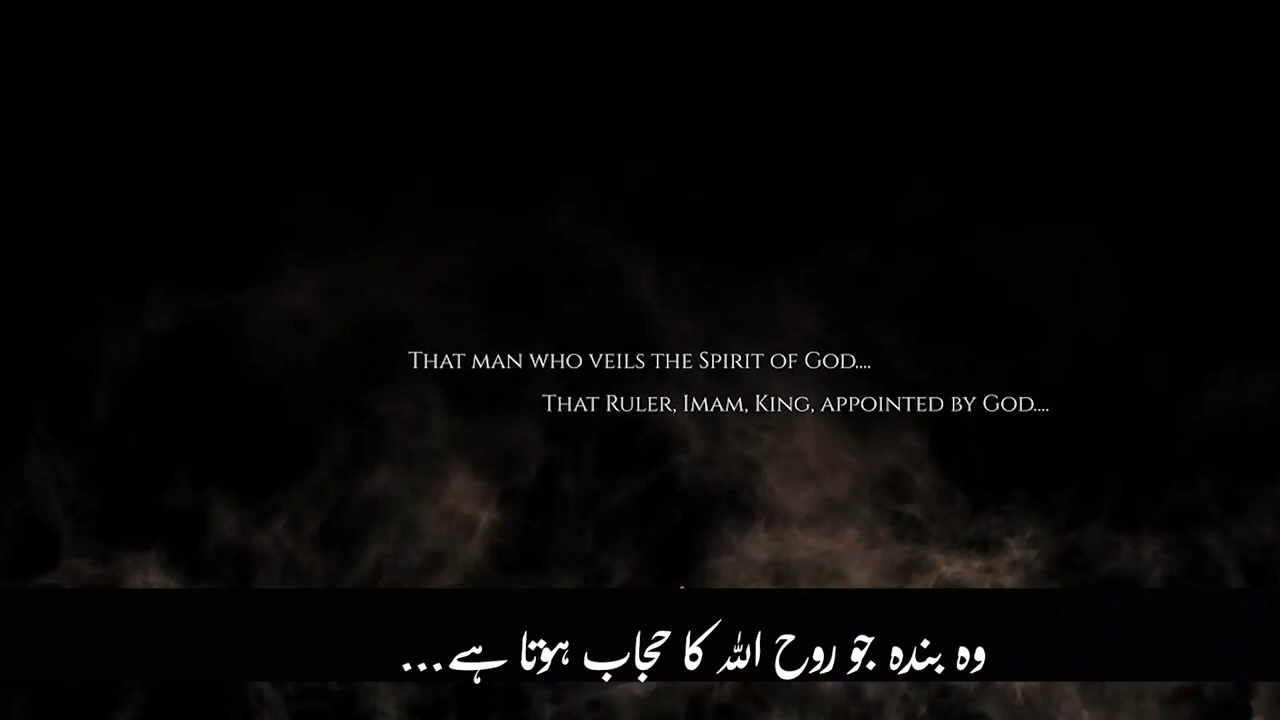 That man who veils the Spirit of God....
That Ruler, Imam, King, appointed by God....
وہ بندہ جو روح اللہ کا حجاب ہوتا ہے...